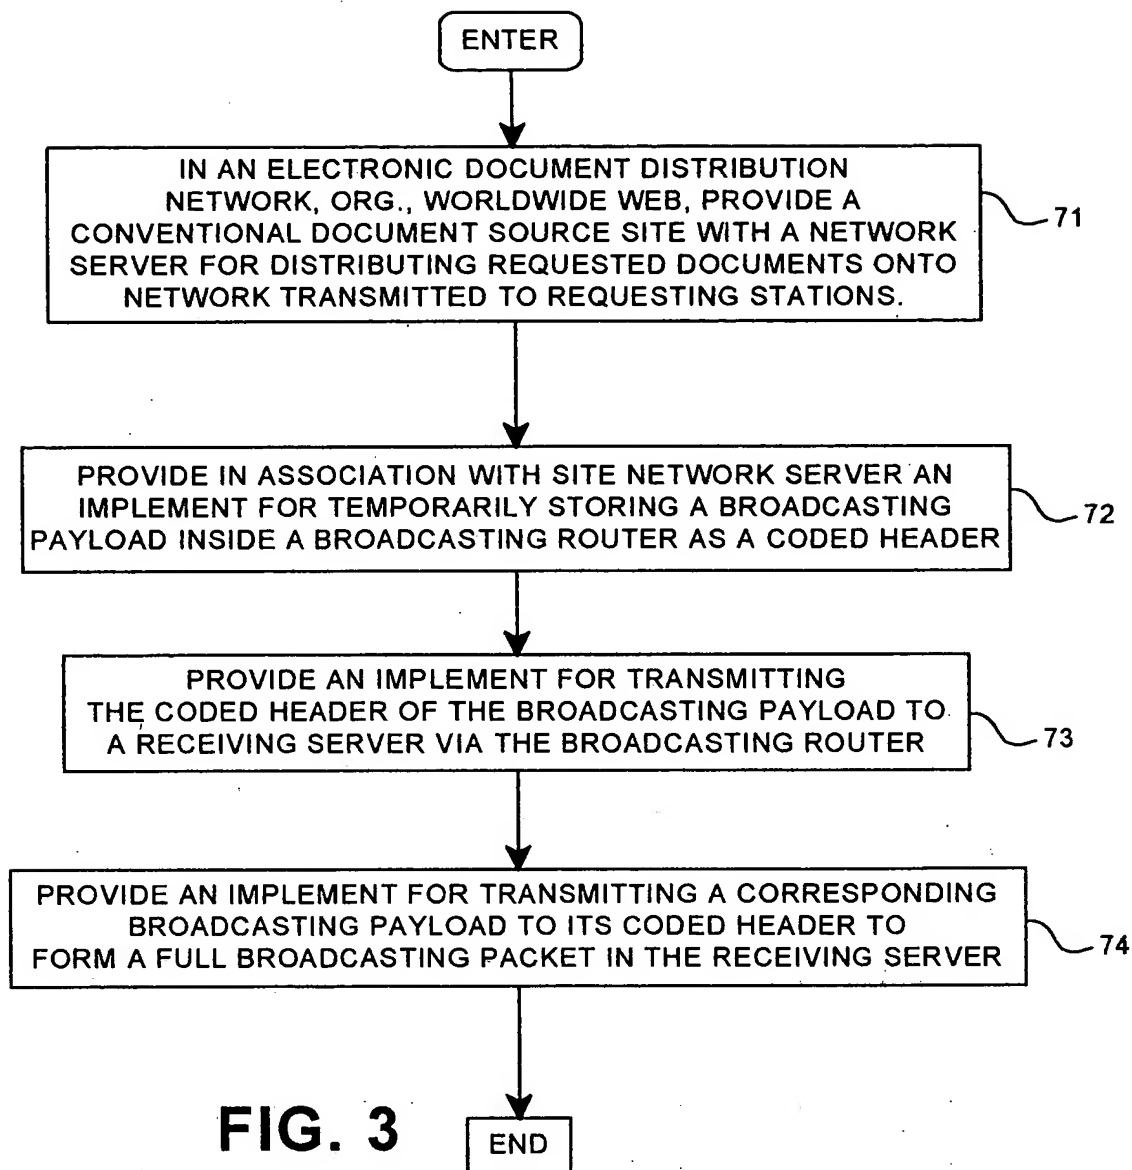 ENTER
IN AN ELECTRONIC DOCUMENT DISTRIBUTION
NETWORK, ORG., WORLDWIDE WEB, PROVIDE A
CONVENTIONAL DOCUMENT SOURCE SITE WITH A NETWORK
SERVER FOR DISTRIBUTING REQUESTED DOCUMENTS ONTO
NETWORK TRANSMITTED TO REQUESTING STATIONS.
71
PROVIDE IN ASSOCIATION WITH SITE NETWORK SERVER AN
IMPLEMENT FOR TEMPORARILY STORING A BROADCASTING
PAYLOAD INSIDE A BROADCASTING ROUTER AS A CODED HEADER
72
PROVIDE AN IMPLEMENT FOR TRANSMITTING
THE CODED HEADER OF THE BROADCASTING PAYLOAD TO
A RECEIVING SERVER VIA THE BROADCASTING ROUTER
73
PROVIDE AN IMPLEMENT FOR TRANSMITTING A CORRESPONDING
BROADCASTING PAYLOAD TO ITS CODED HEADER TO
FORM A FULL BROADCASTING PACKET IN THE RECEIVING SERVER
74
FIG. 3
END